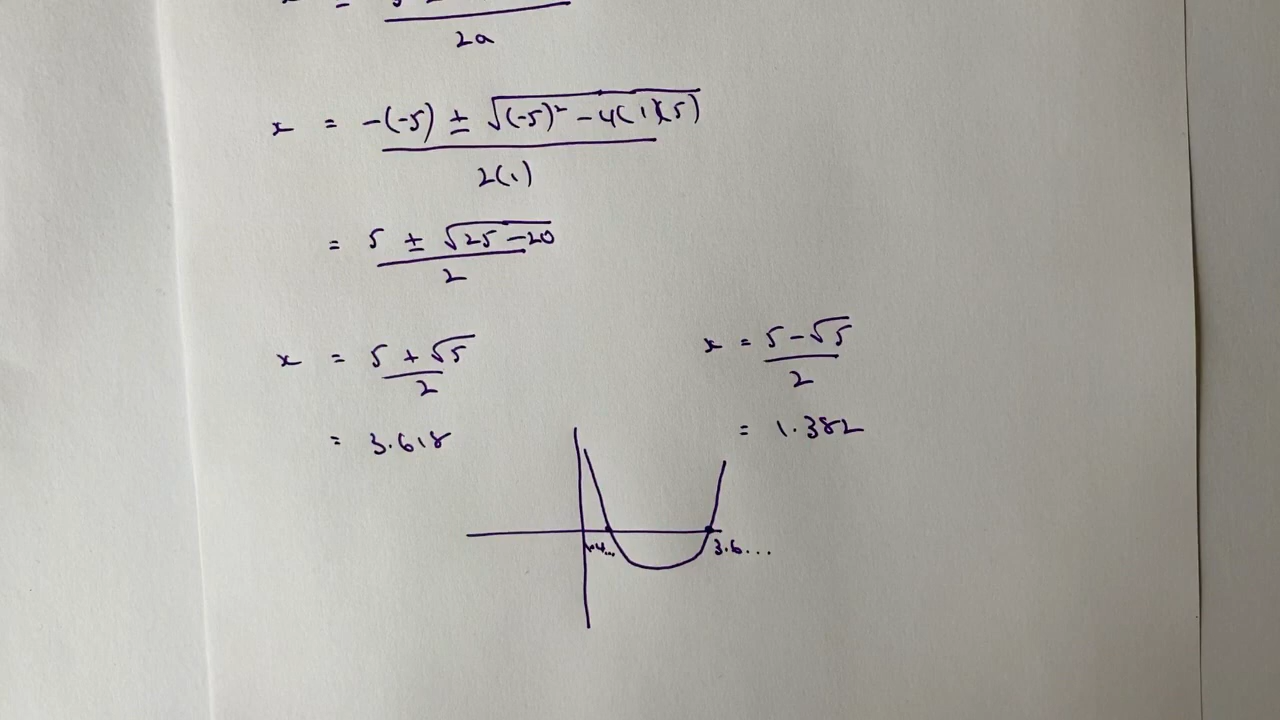 2a
x = -(-5) ± √(-5)² - 4(1)(5)
2(1)
= 5 ± √25 - 20
2
x = 5 + √5
2
x = 5 - √5
2
= 3.618
= 1.382
3.6...